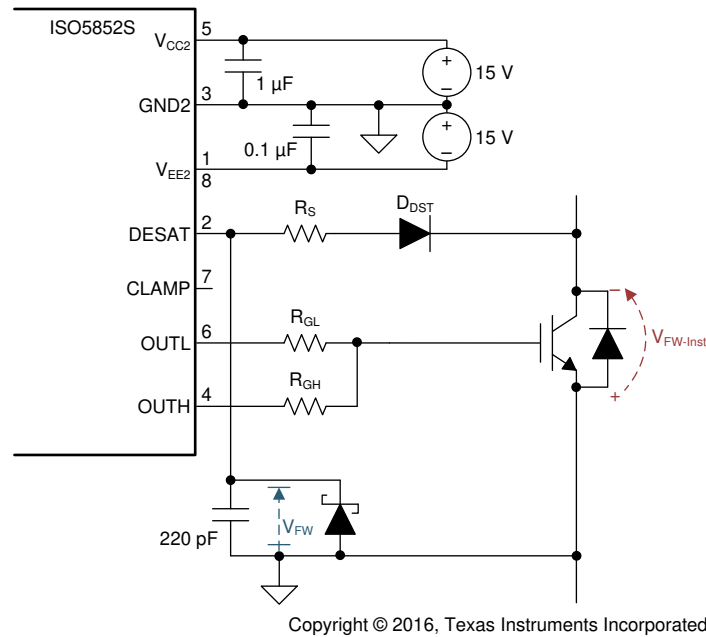 ISO5852S
VCC2
5
+
15 V
−
1 µF
GND2
3
+
15 V
−
0.1 µF
VEE2
1
8
RS
DDST
DESAT
2
CLAMP
7
−
VFW-Inst
+
OUTL
6
RGL
OUTH
4
RGH
220 pF
VFW
Copyright © 2016, Texas Instruments Incorporated